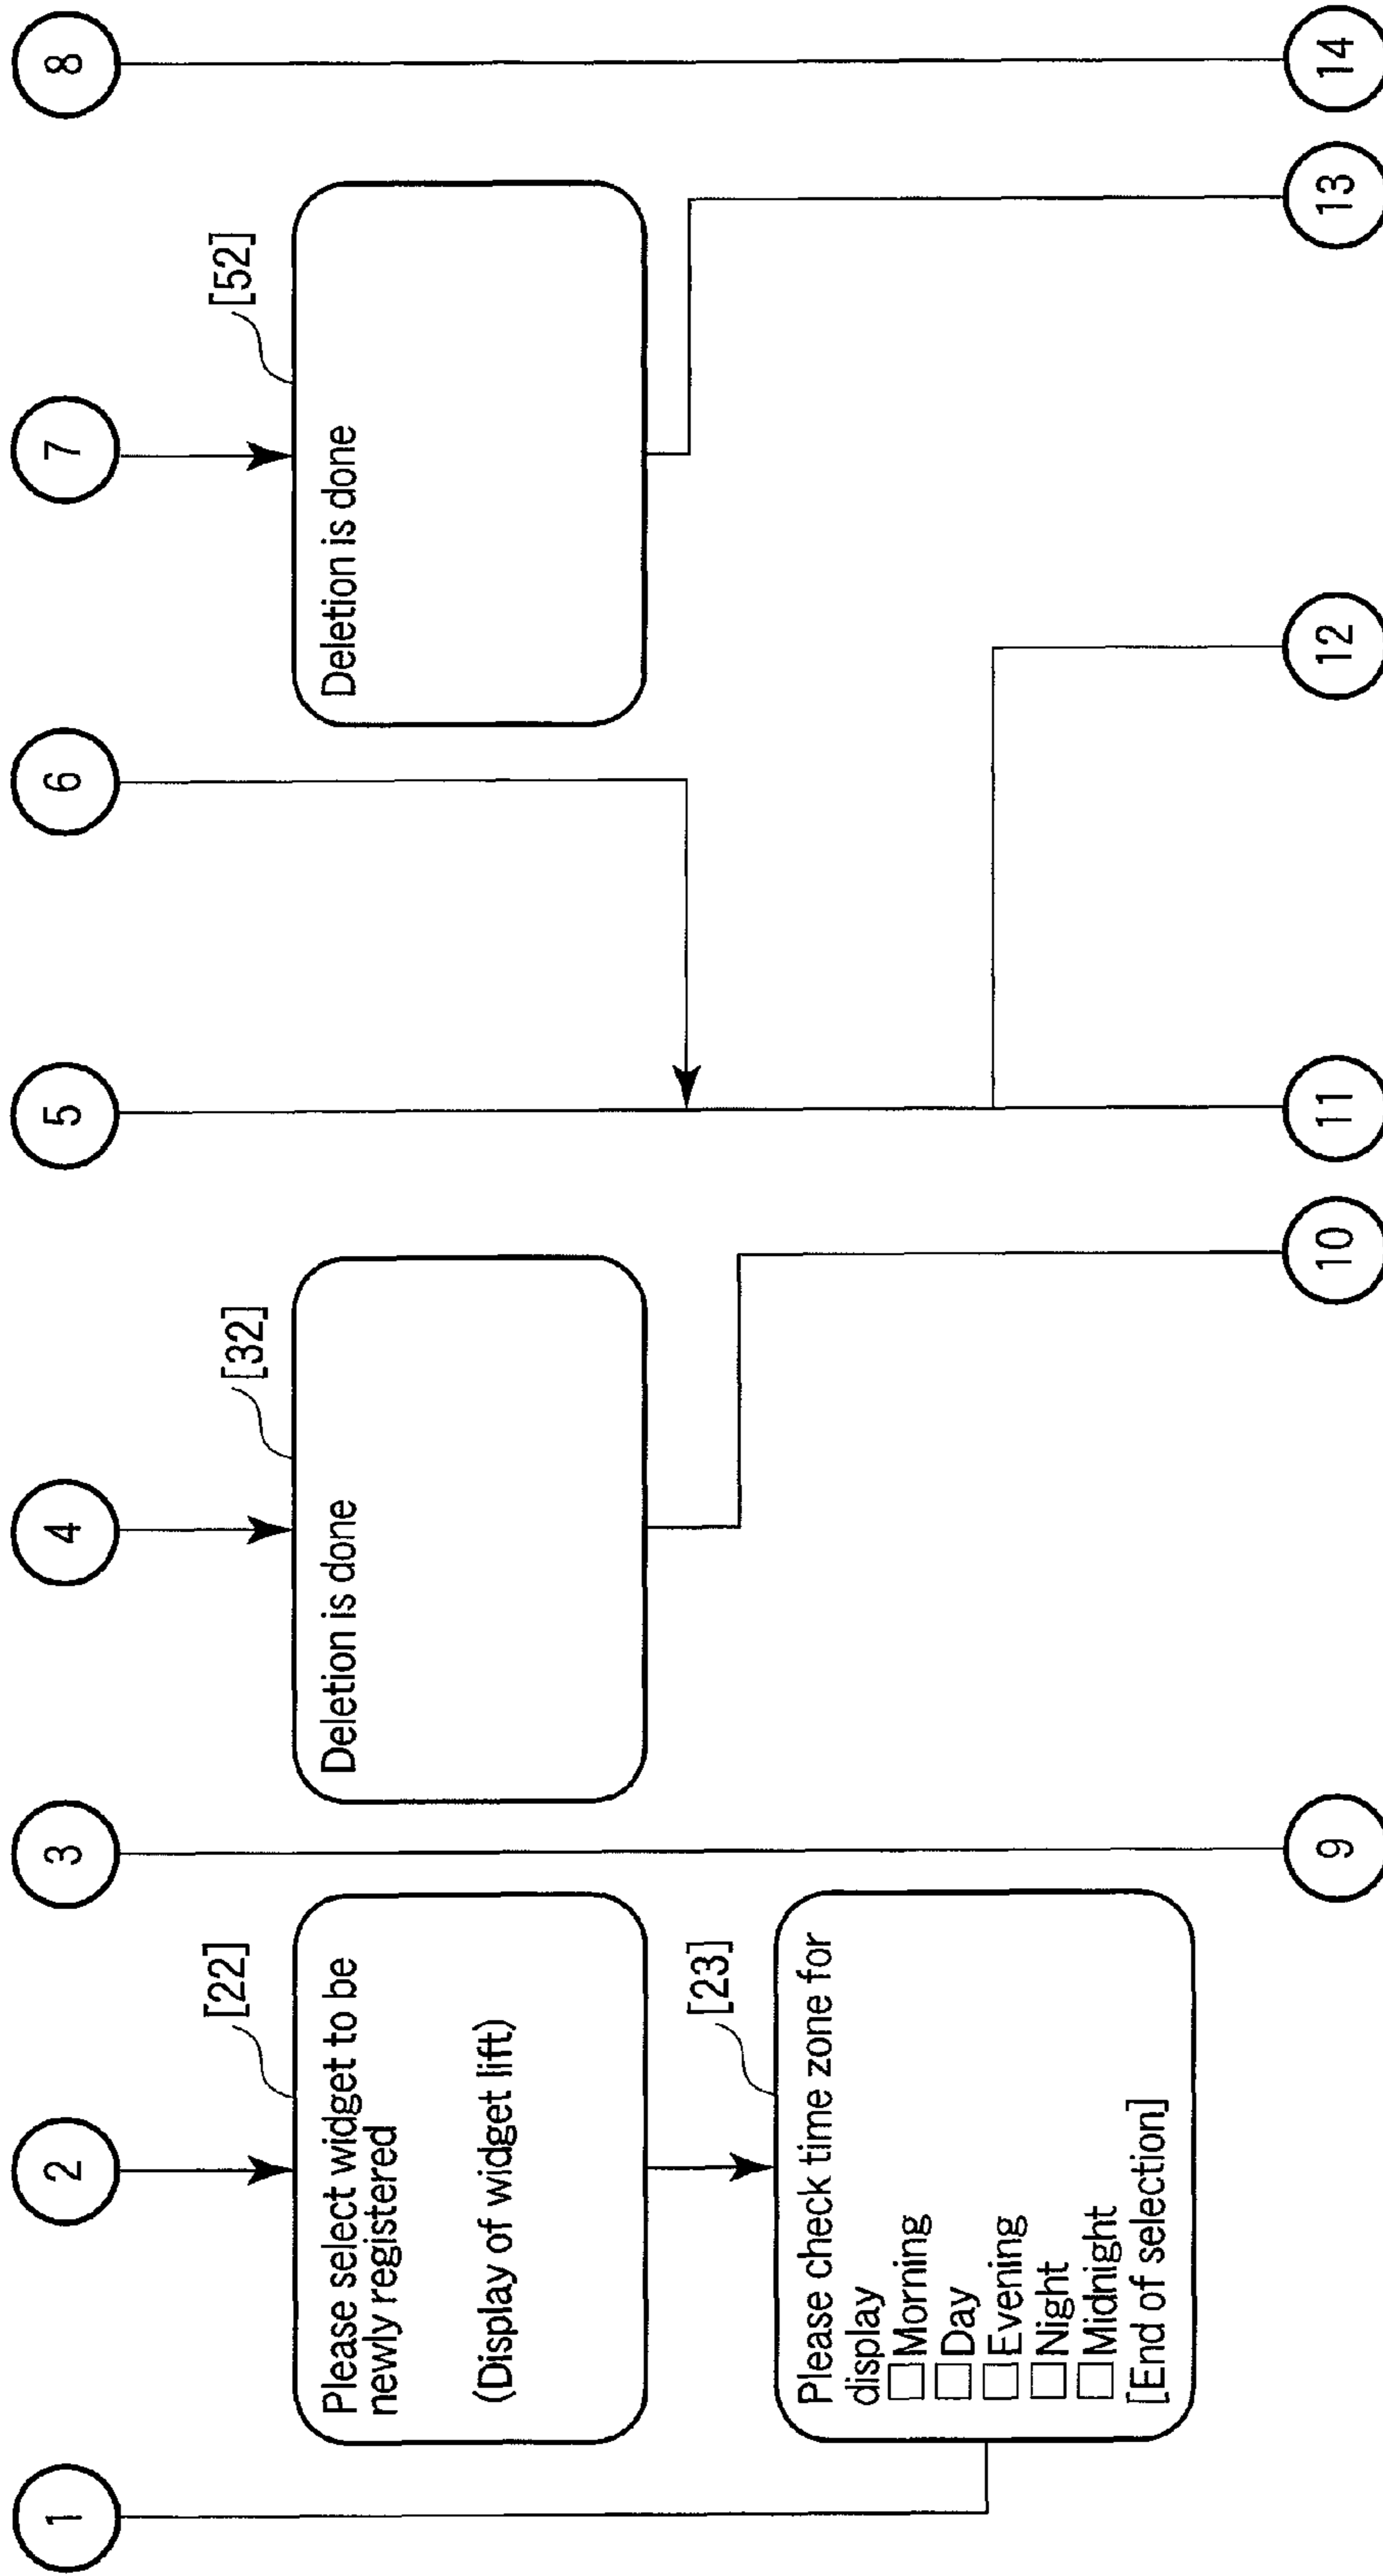 1
2
3
4
5
6
7
8
[22]
Please select widget to be
newly registered
(Display of widget lift)
[32]
Deletion is done
[52]
Deletion is done
[23]
Please check time zone for
display
□Morning
□Day
□Evening
□Night
□Midnight
[End of selection]
9
10
11
12
13
14